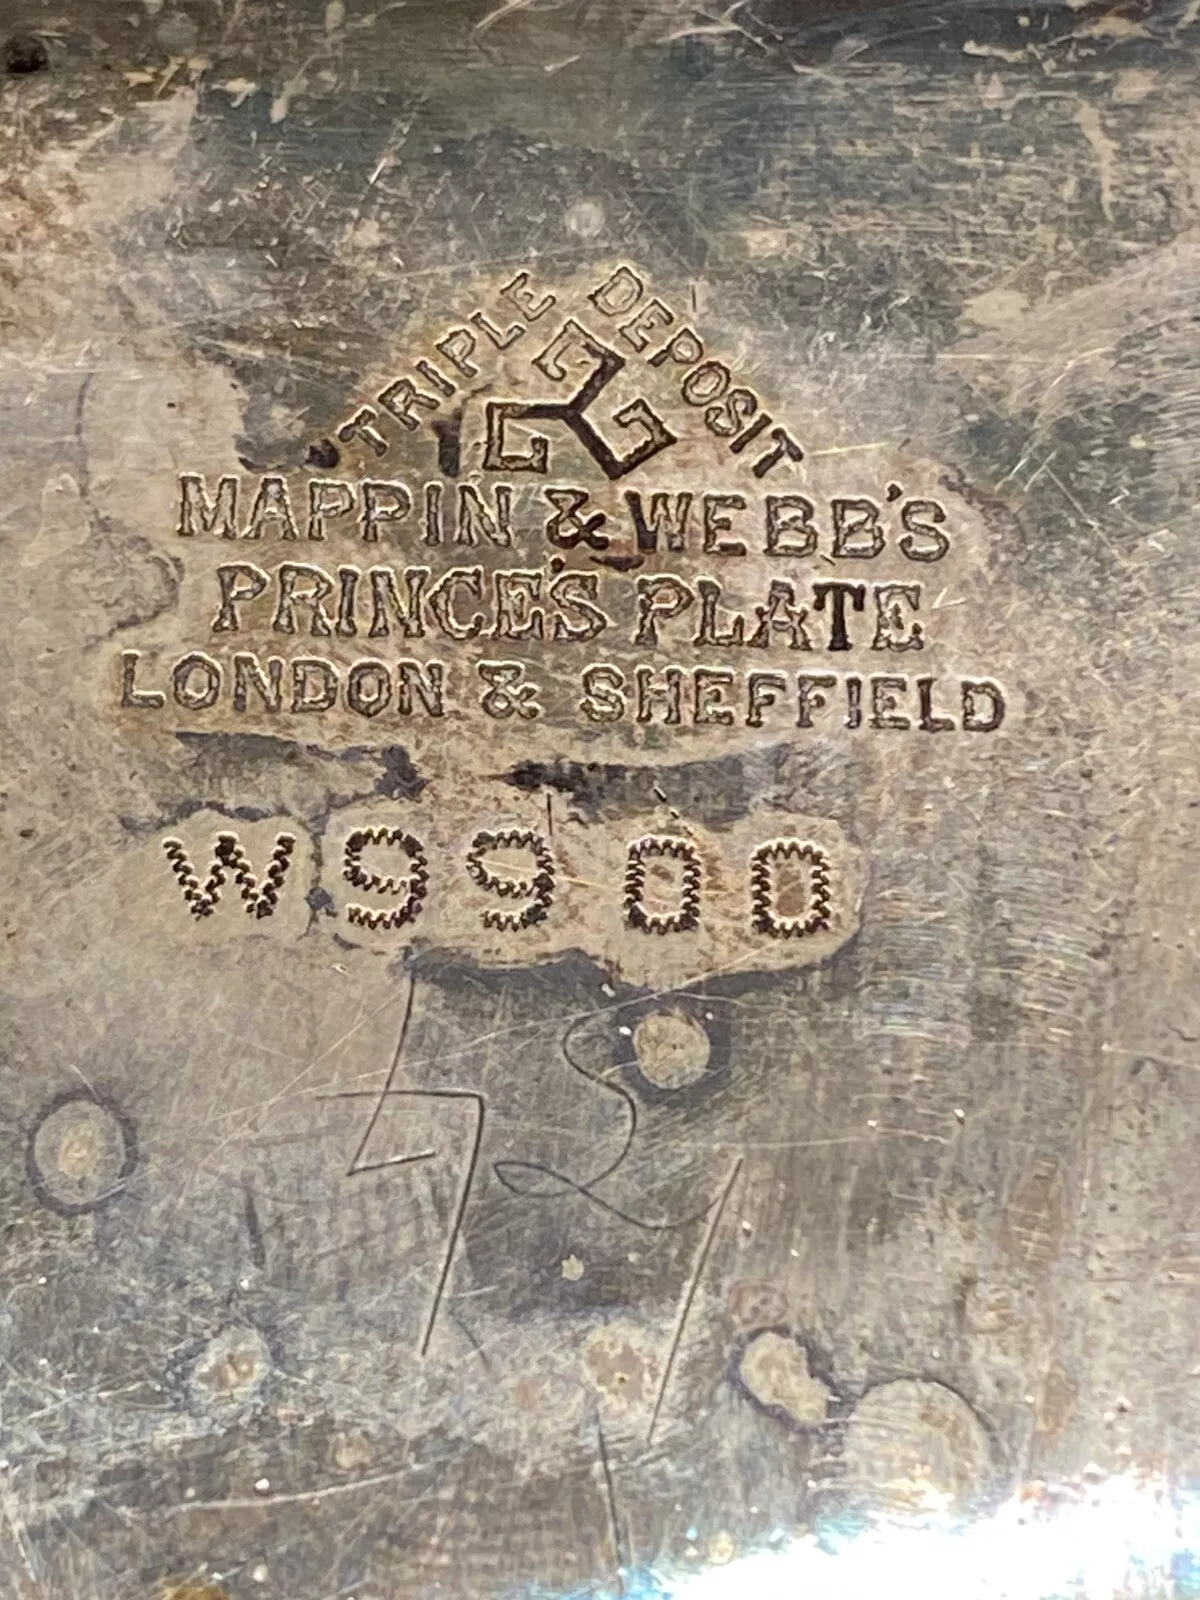 TRIPLE DEPOSIT
MAPPIN & WEBB'S
PRINCE'S PLATE
LONDON & SHEFFIELD
W9900